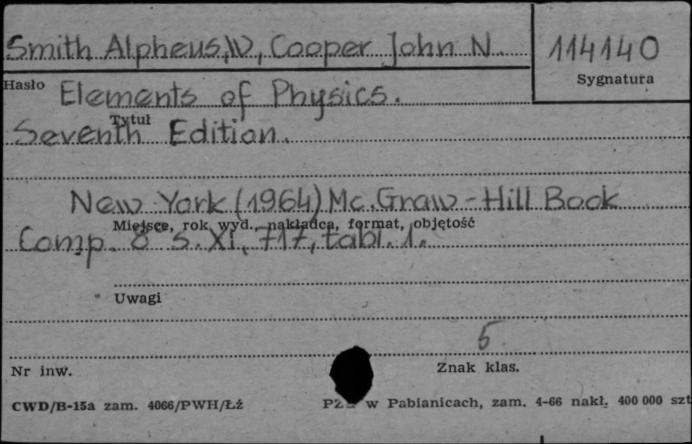 Smith Alpheus, W, Cooper John N.
114140
Hasło
Sygnatura
Elements of Physics.
Tytuł
Seventh Edition.
New York (1964) Mc. Graw-Hill Book
Miejsce, rok wyd., nakładca, format, objętość
Comp. 8° s. XI, 717, tabl. 1.
Uwagi
5
Nr inw.
Znak klas.
CWD/B-15a zam. 4066/PWH/Łź
w Pabianicach, zam. 4-66 nakł. 400 000 szt